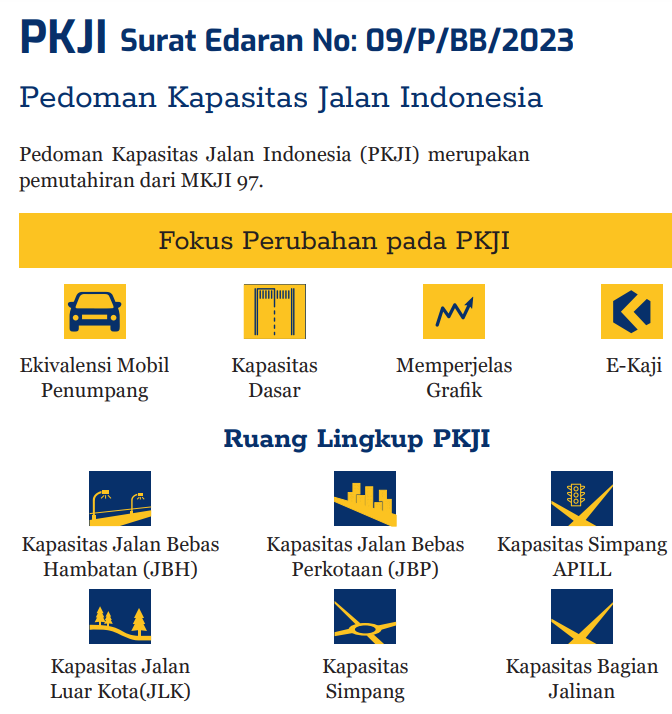 PKJI Surat Edaran No: 09/P/BB/2023
Pedoman Kapasitas Jalan Indonesia
Pedoman Kapasitas Jalan Indonesia (PKJI) merupakan
pemutahiran dari MKJI 97.
Fokus Perubahan pada PKJI
Ekivalensi Mobil
Penumpang
Kapasitas
Dasar
Memperjelas
Grafik
E-Kaji
Ruang Lingkup PKJI
Kapasitas Jalan Bebas
Hambatan (JBH)
Kapasitas Jalan Bebas
Perkotaan (JBP)
Kapasitas Simpang
APILL
Kapasitas Jalan
Luar Kota(JLK)
Kapasitas
Simpang
Kapasitas Bagian
Jalinan